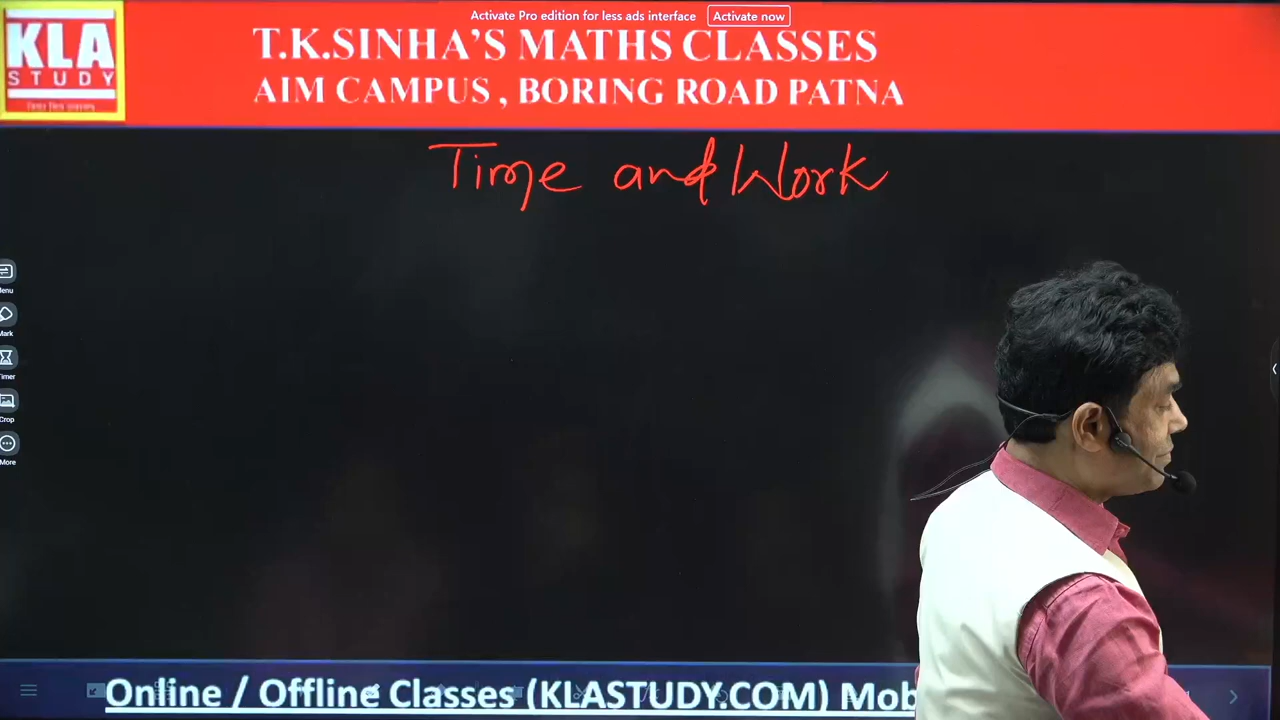 Activate Pro edition for less ads interface
Activate now
KLA
STUDY
T.K.SINHA'S MATHS CLASSES
AIM CAMPUS , BORING ROAD PATNA
Time and Work
Menu
Mark
Timer
Crop
More
Online / Offline Classes (KLASTUDY.COM) Mob